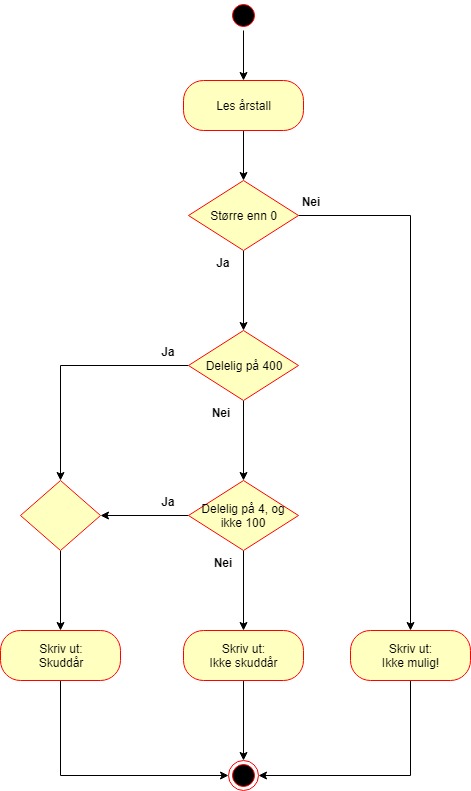 Les årstall
Nei
Større enn 0
Ja
Ja
Delelig på 400
Nei
Ja
Delelig på 4, og
ikke 100
Nei
Skriv ut:
Skuddår
Skriv ut:
Ikke skuddår
Skriv ut:
Ikke mulig!